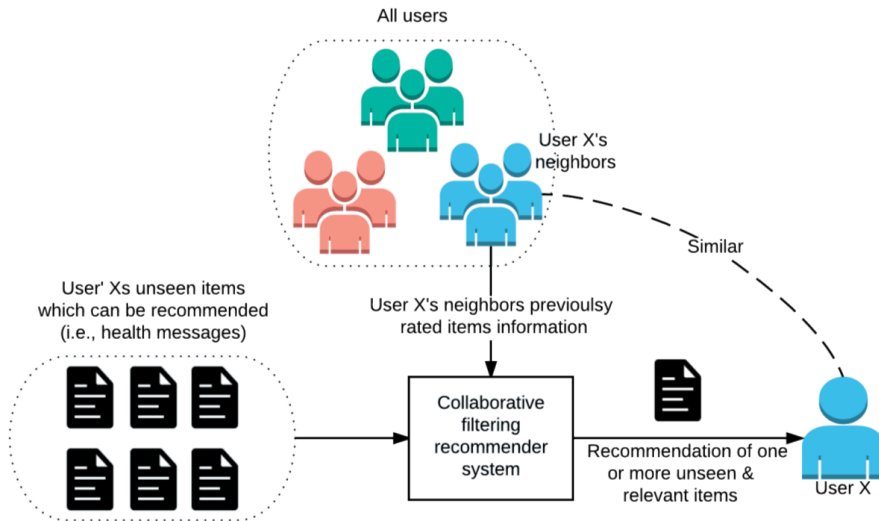 All users
User X's
neighbors
Similar
User' Xs unseen items
which can be recommended
(i.e., health messages)
User X's neighbors previoulsy
rated items information
Collaborative
filtering
recommender
system
Recommendation of one
or more unseen &
relevant items
User X